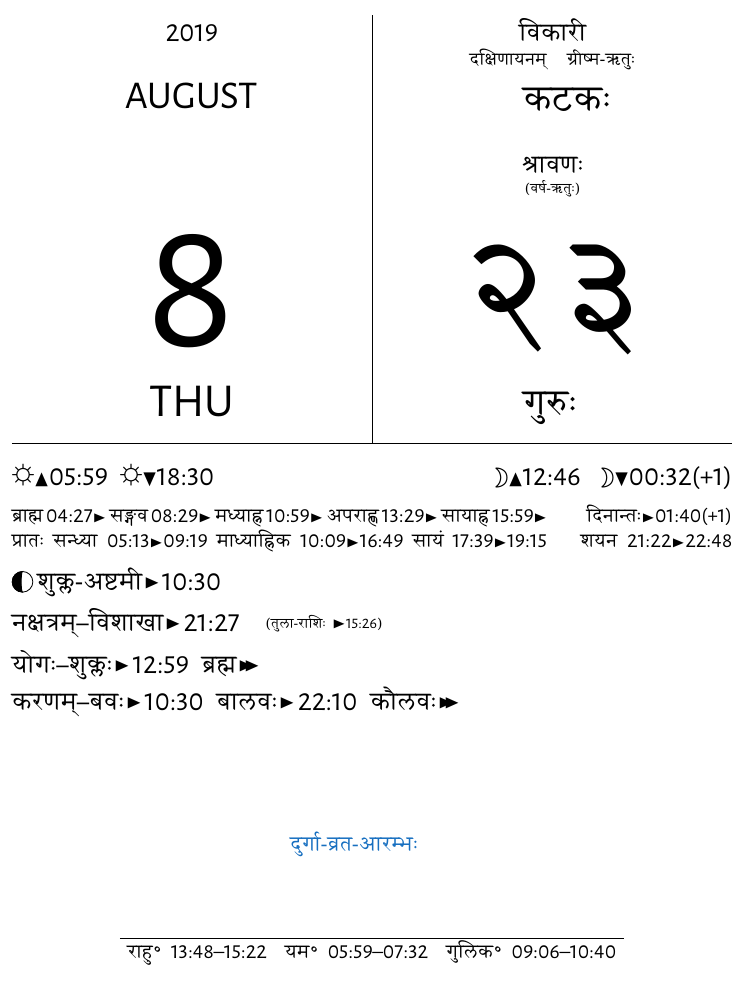 2019
AUGUST
8
THU
विकारी
दक्षिणायनम् ग्रीष्म-ऋतुः
कटकः
श्रावणः
(वर्ष-ऋतुः)
२३
गुरुः
☼▲05:59 ☼▼18:30 ☽▲12:46 ☽▼00:32(+1)
ब्राह्म 04:27► सङ्गव 08:29► मध्याह्न 10:59► अपराह्ण 13:29► सायाह्न 15:59► दिनान्तः►01:40(+1)
प्रातः सन्ध्या 05:13►09:19 माध्याह्निक 10:09►16:49 सायं 17:39►19:15 शयन 21:22►22:48
शुक्ल-अष्टमी►10:30
नक्षत्रम्–विशाखा► 21:27 (तुला-राशिः ►15:26)
योगः–शुक्लः►12:59 ब्रह्म►►
करणम्–बवः►10:30 बालवः► 22:10 कौलवः►►
दुर्गा-व्रत-आरम्भः
राहु° 13:48–15:22 यम° 05:59–07:32 गुलिक° 09:06–10:40